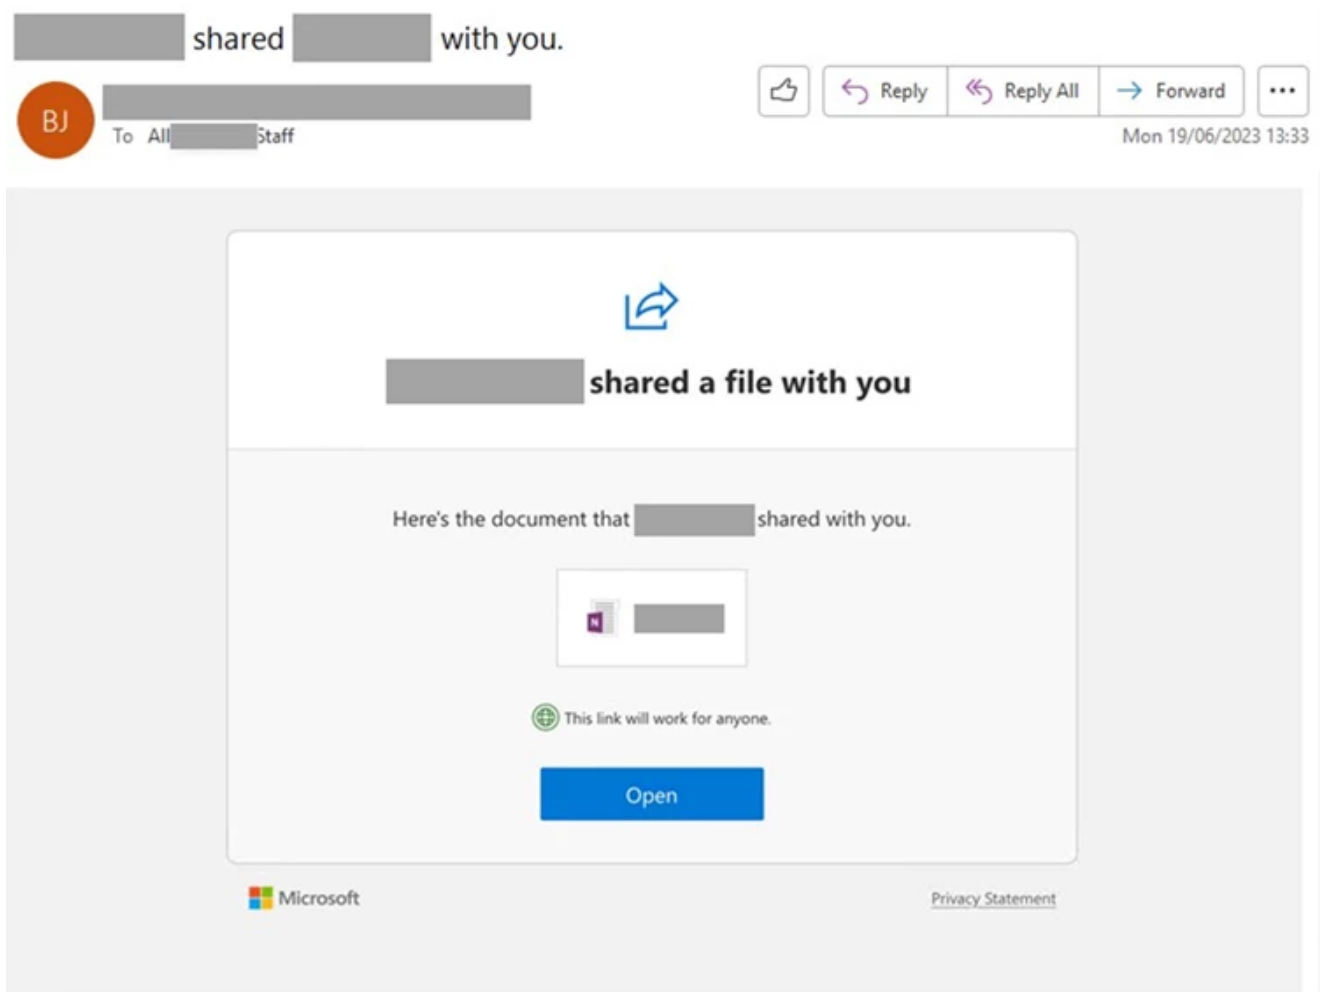 shared with you.
BJ
To All Staff
Reply Reply All Forward
Mon 19/06/2023 13:33
shared a file with you
Here's the document that shared with you.
N
This link will work for anyone.
Open
Microsoft Privacy Statement